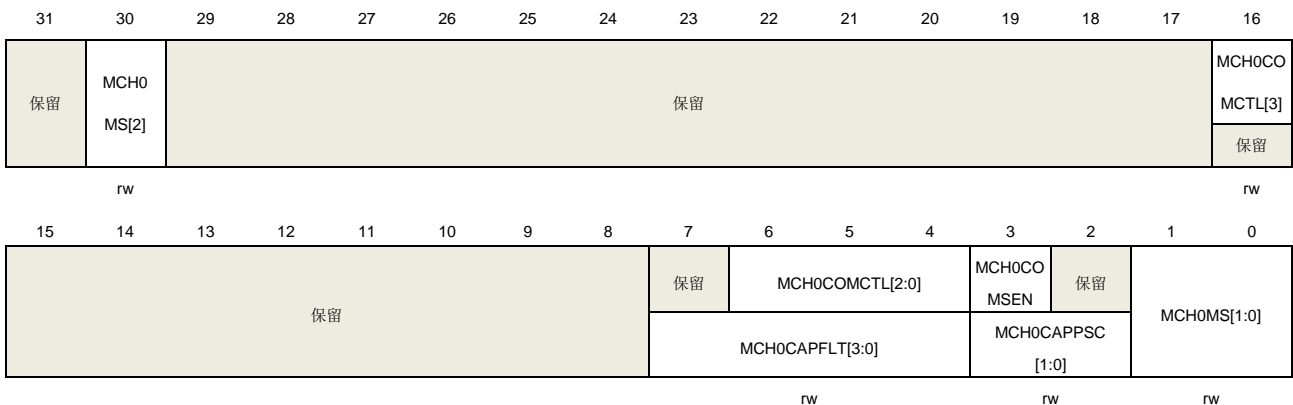 31 30 29 28 27 26 25 24 23 22 21 20 19 18 17 16
保留
MCH0
MS[2]
保留
MCH0CO
MCTL[3]
保留
rw rw
15 14 13 12 11 10 9 8 7 6 5 4 3 2 1 0
保留
保留
MCH0COMCTL[2:0]
MCH0CO
MSEN
保留
MCH0MS[1:0]
MCH0CAPFLT[3:0]
MCH0CAPPSC
[1:0]
rw rw rw